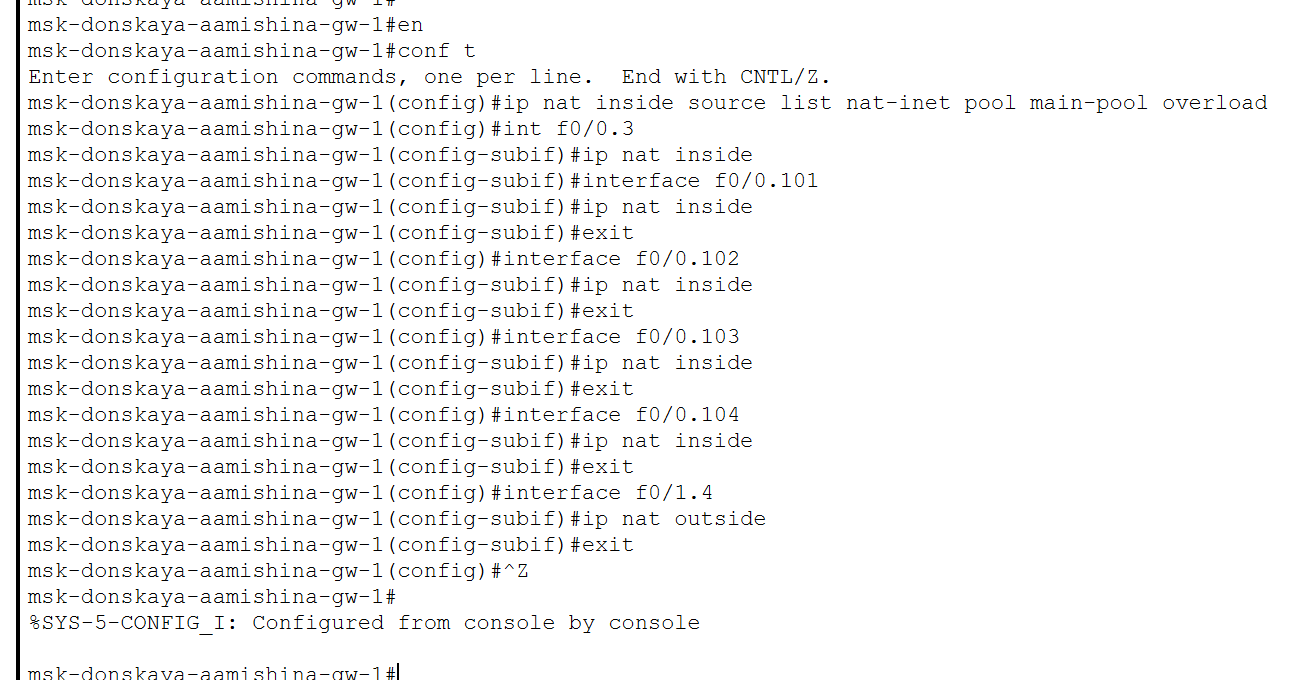 msk-donskaya-aamishina-gw-1#
msk-donskaya-aamishina-gw-1#en
msk-donskaya-aamishina-gw-1#conf t
Enter configuration commands, one per line.  End with CNTL/Z.
msk-donskaya-aamishina-gw-1(config)#ip nat inside source list nat-inet pool main-pool overload
msk-donskaya-aamishina-gw-1(config)#int f0/0.3
msk-donskaya-aamishina-gw-1(config-subif)#ip nat inside
msk-donskaya-aamishina-gw-1(config-subif)#interface f0/0.101
msk-donskaya-aamishina-gw-1(config-subif)#ip nat inside
msk-donskaya-aamishina-gw-1(config-subif)#exit
msk-donskaya-aamishina-gw-1(config)#interface f0/0.102
msk-donskaya-aamishina-gw-1(config-subif)#ip nat inside
msk-donskaya-aamishina-gw-1(config-subif)#exit
msk-donskaya-aamishina-gw-1(config)#interface f0/0.103
msk-donskaya-aamishina-gw-1(config-subif)#ip nat inside
msk-donskaya-aamishina-gw-1(config-subif)#exit
msk-donskaya-aamishina-gw-1(config)#interface f0/0.104
msk-donskaya-aamishina-gw-1(config-subif)#ip nat inside
msk-donskaya-aamishina-gw-1(config-subif)#exit
msk-donskaya-aamishina-gw-1(config)#interface f0/1.4
msk-donskaya-aamishina-gw-1(config-subif)#ip nat outside
msk-donskaya-aamishina-gw-1(config-subif)#exit
msk-donskaya-aamishina-gw-1(config)#^Z
msk-donskaya-aamishina-gw-1#
%SYS-5-CONFIG_I: Configured from console by console
msk-donskaya-aamishina-gw-1#